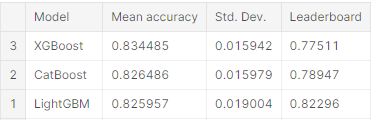 Model Mean accuracy Std. Dev. Leaderboard
3 XGBoost 0.834485 0.015942 0.77511
2 CatBoost 0.826486 0.015979 0.78947
1 LightGBM 0.825957 0.019004 0.82296